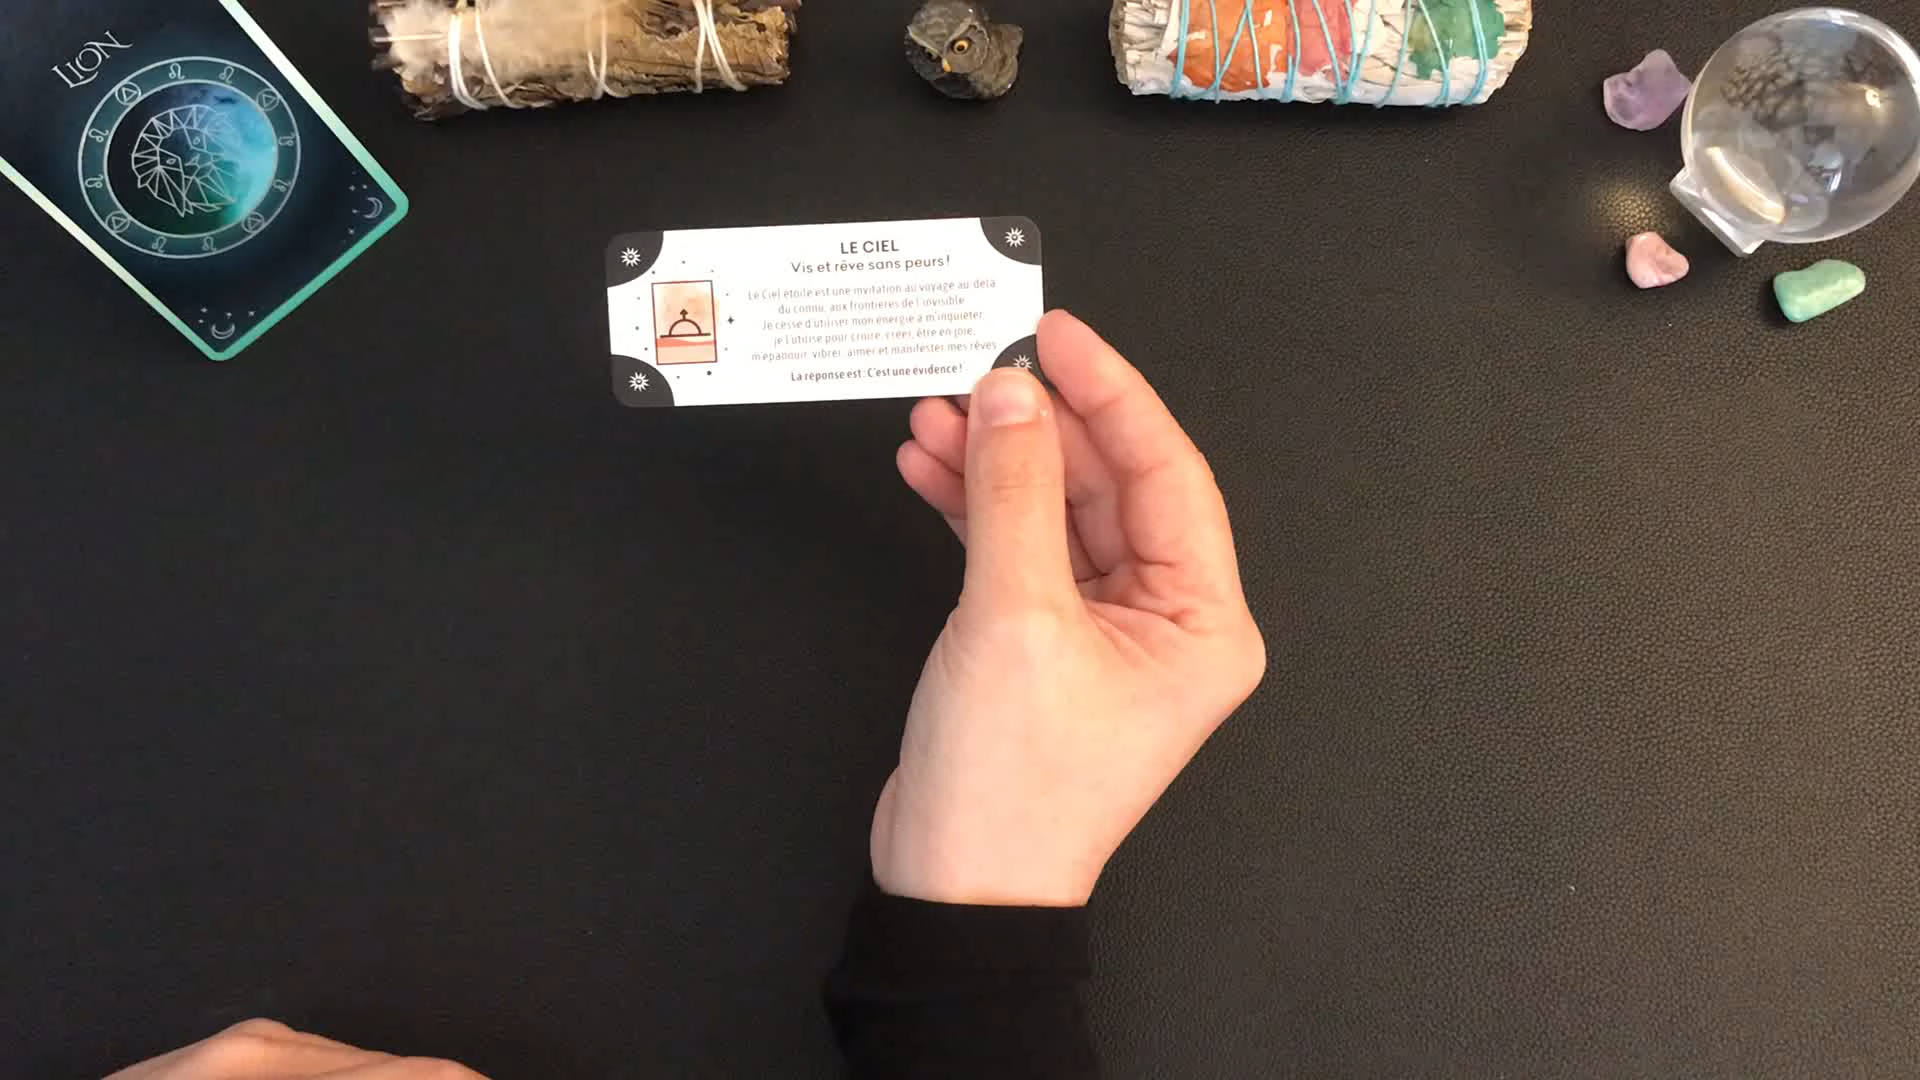 LION
LE CIEL
Vis et rêve sans peurs!
Le Ciel étoilé est une invitation au voyage au-delà
du connu, aux frontières de l'invisible.
Je cesse d'utiliser mon énergie à m'inquiéter,
je l'utilise pour croire, créer, être en joie,
m'épanouir, vibrer, aimer et manifester mes rêves
La réponse est: C'est une évidence!